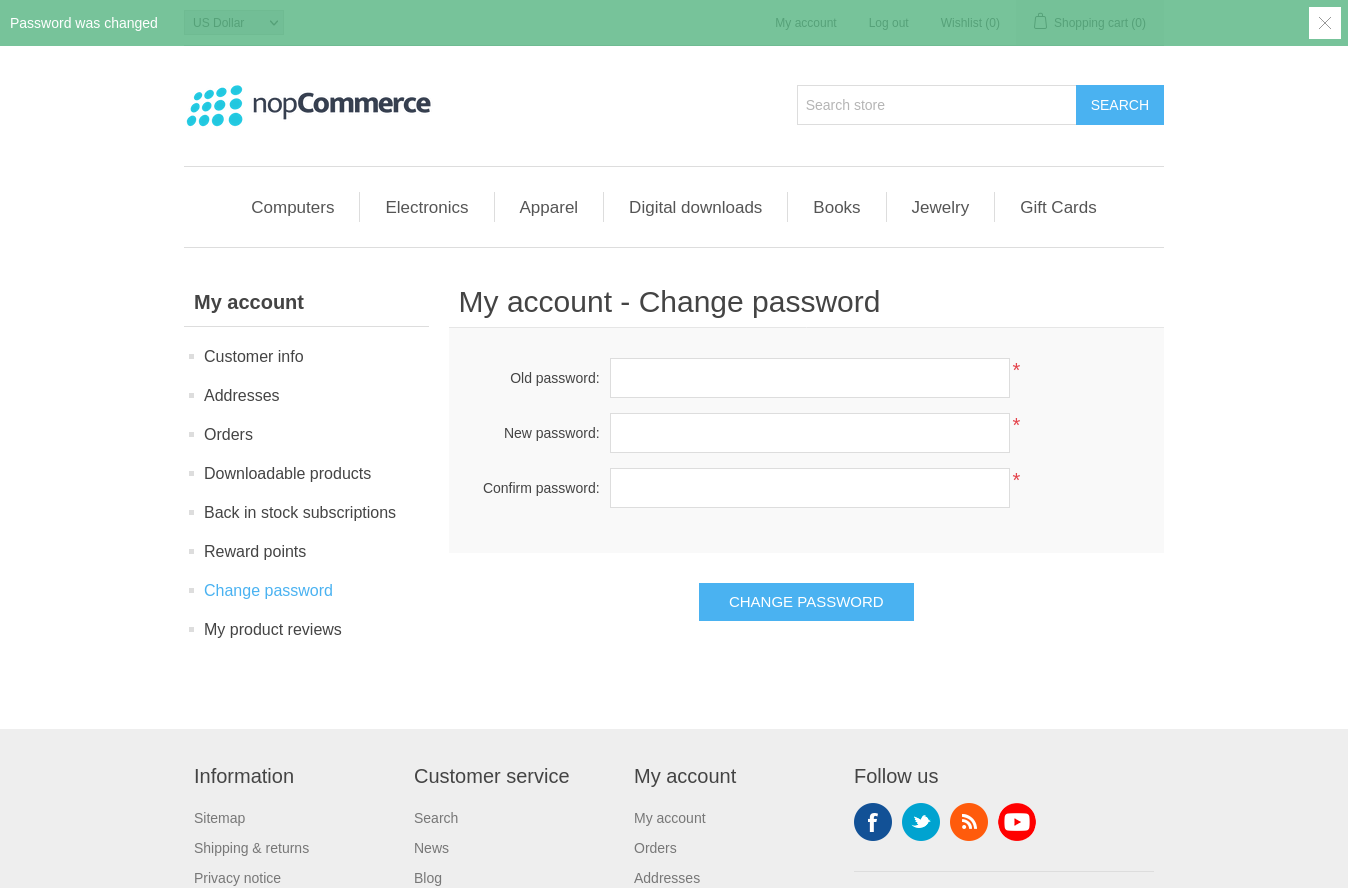 Password was changed
US Dollar
My account
Log out
Wishlist (0)
Shopping cart (0)
nopCommerce
Search store
SEARCH
Computers
Electronics
Apparel
Digital downloads
Books
Jewelry
Gift Cards
My account
Customer info
Addresses
Orders
Downloadable products
Back in stock subscriptions
Reward points
Change password
My product reviews
My account - Change password
Old password: *
New password: *
Confirm password: *
CHANGE PASSWORD
Information
Sitemap
Shipping & returns
Privacy notice
Customer service
Search
News
Blog
My account
My account
Orders
Addresses
Follow us